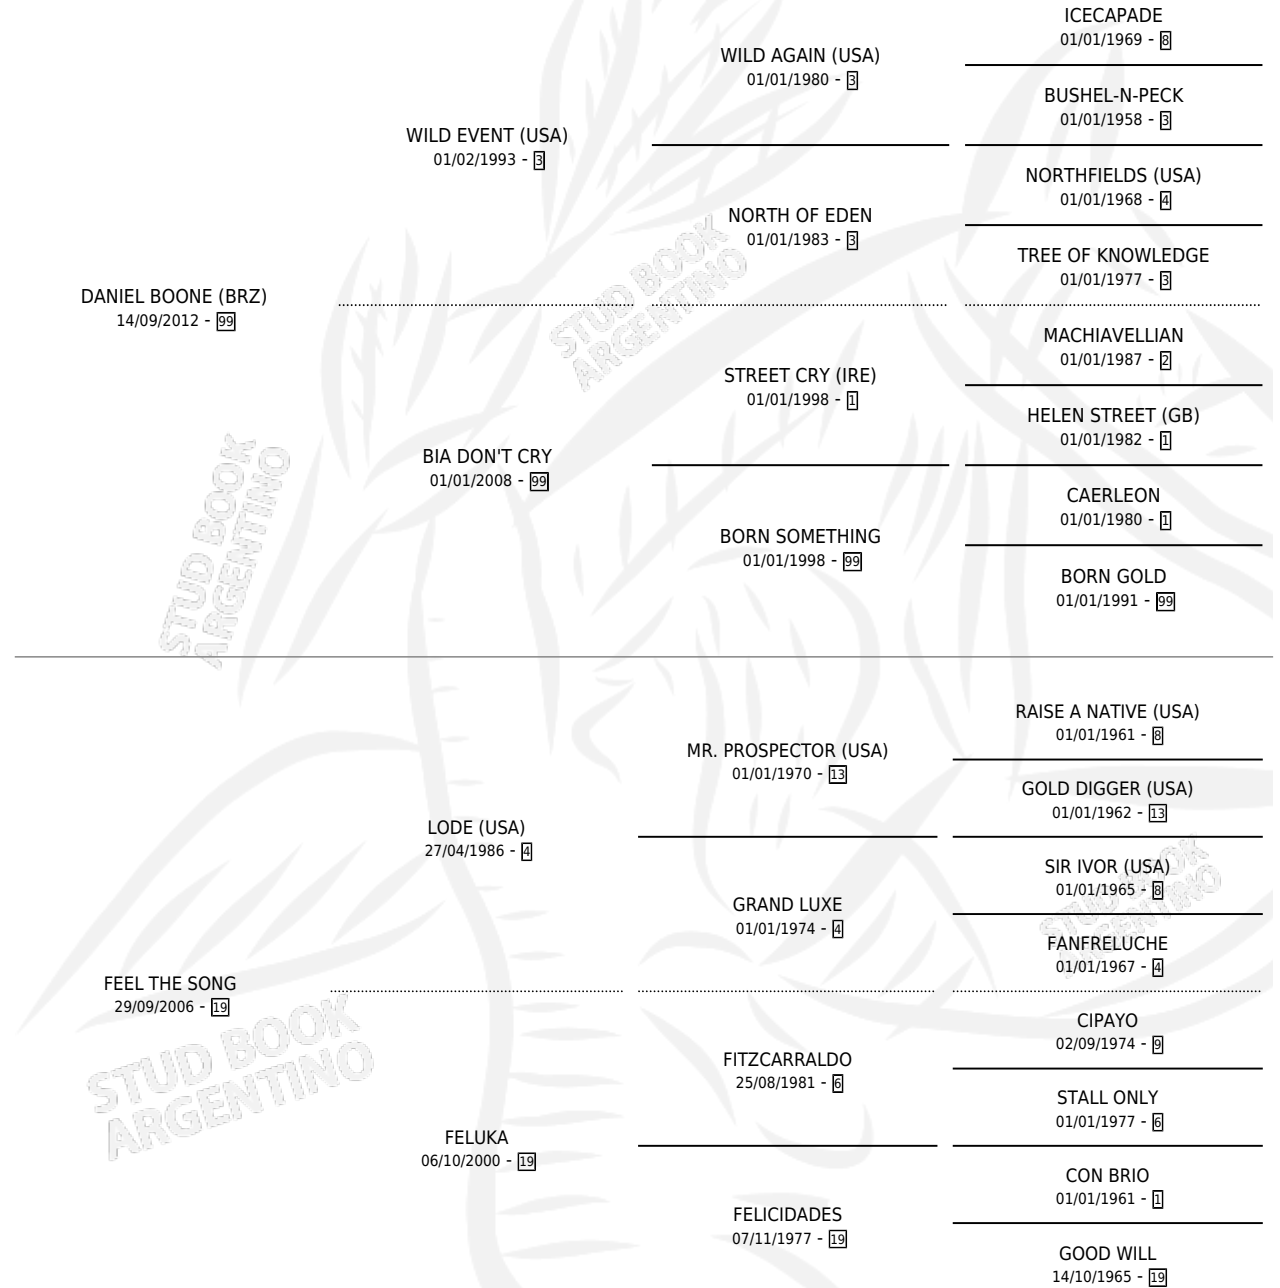 ICECAPADE
01/01/1969 - 8
WILD AGAIN (USA)
01/01/1980 - 3
BUSHEL-N-PECK
01/01/1958 - 3
WILD EVENT (USA)
01/02/1993 - 3
NORTHFIELDS (USA)
01/01/1968 - 4
NORTH OF EDEN
01/01/1983 - 3
TREE OF KNOWLEDGE
01/01/1977 - 3
DANIEL BOONE (BRZ)
14/09/2012 - 99
STUD BOOK
ARGENTINO
MACHIAVELLIAN
01/01/1987 - 2
STREET CRY (IRE)
01/01/1998 - 1
HELEN STREET (GB)
01/01/1982 - 1
BIA DON'T CRY
01/01/2008 - 99
CAERLEON
01/01/1980 - 1
BORN SOMETHING
01/01/1998 - 99
BORN GOLD
01/01/1991 - 99
STUD BOOK
ARGENTINO
RAISE A NATIVE (USA)
01/01/1961 - 8
MR. PROSPECTOR (USA)
01/01/1970 - 13
GOLD DIGGER (USA)
01/01/1962 - 13
LODE (USA)
27/04/1986 - 4
SIR IVOR (USA)
01/01/1965 - 8
GRAND LUXE
01/01/1974 - 4
STUD BOOK
ARGENTINO
FANFRELUCHE
01/01/1967 - 4
FEEL THE SONG
29/09/2006 - 19
CIPAYO
02/09/1974 - 9
FITZCARRALDO
25/08/1981 - 6
STALL ONLY
01/01/1977 - 6
STUD BOOK
ARGENTINO
FELUKA
06/10/2000 - 19
CON BRIO
01/01/1961 - 1
FELICIDADES
07/11/1977 - 19
GOOD WILL
14/10/1965 - 19